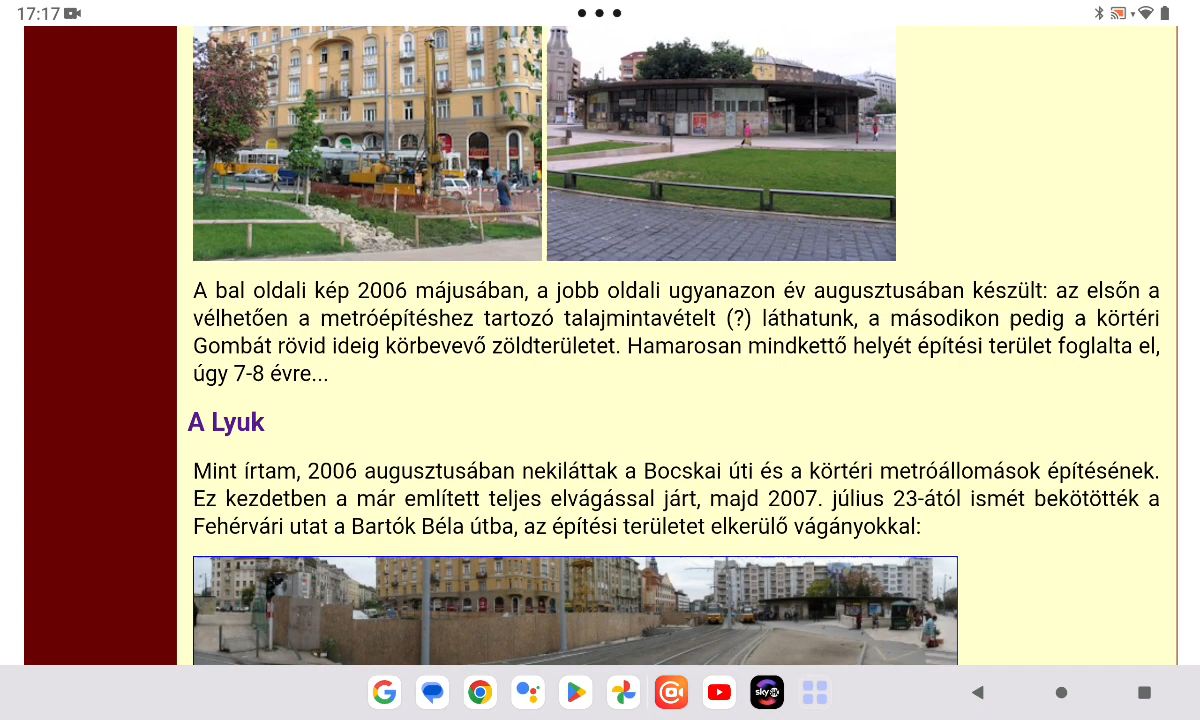 17:17
A bal oldali kép 2006 májusában, a jobb oldali ugyanazon év augusztusában készült: az elsőn a
vélhetően a metróépítéshez tartozó talajmintavételt (?) láthatunk, a másodikon pedig a körtéri
Gombát rövid ideig körbevevő zöldterületet. Hamarosan mindkettő helyét építési terület foglalta el,
úgy 7-8 évre...
A Lyuk
Mint írtam, 2006 augusztusában nekiláttak a Bocskai úti és a körtéri metróállomások építésének.
Ez kezdetben a már említett teljes elvágással járt, majd 2007. július 23-ától ismét bekötötték a
Fehérvári utat a Bartók Béla útba, az építési területet elkerülő vágányokkal: